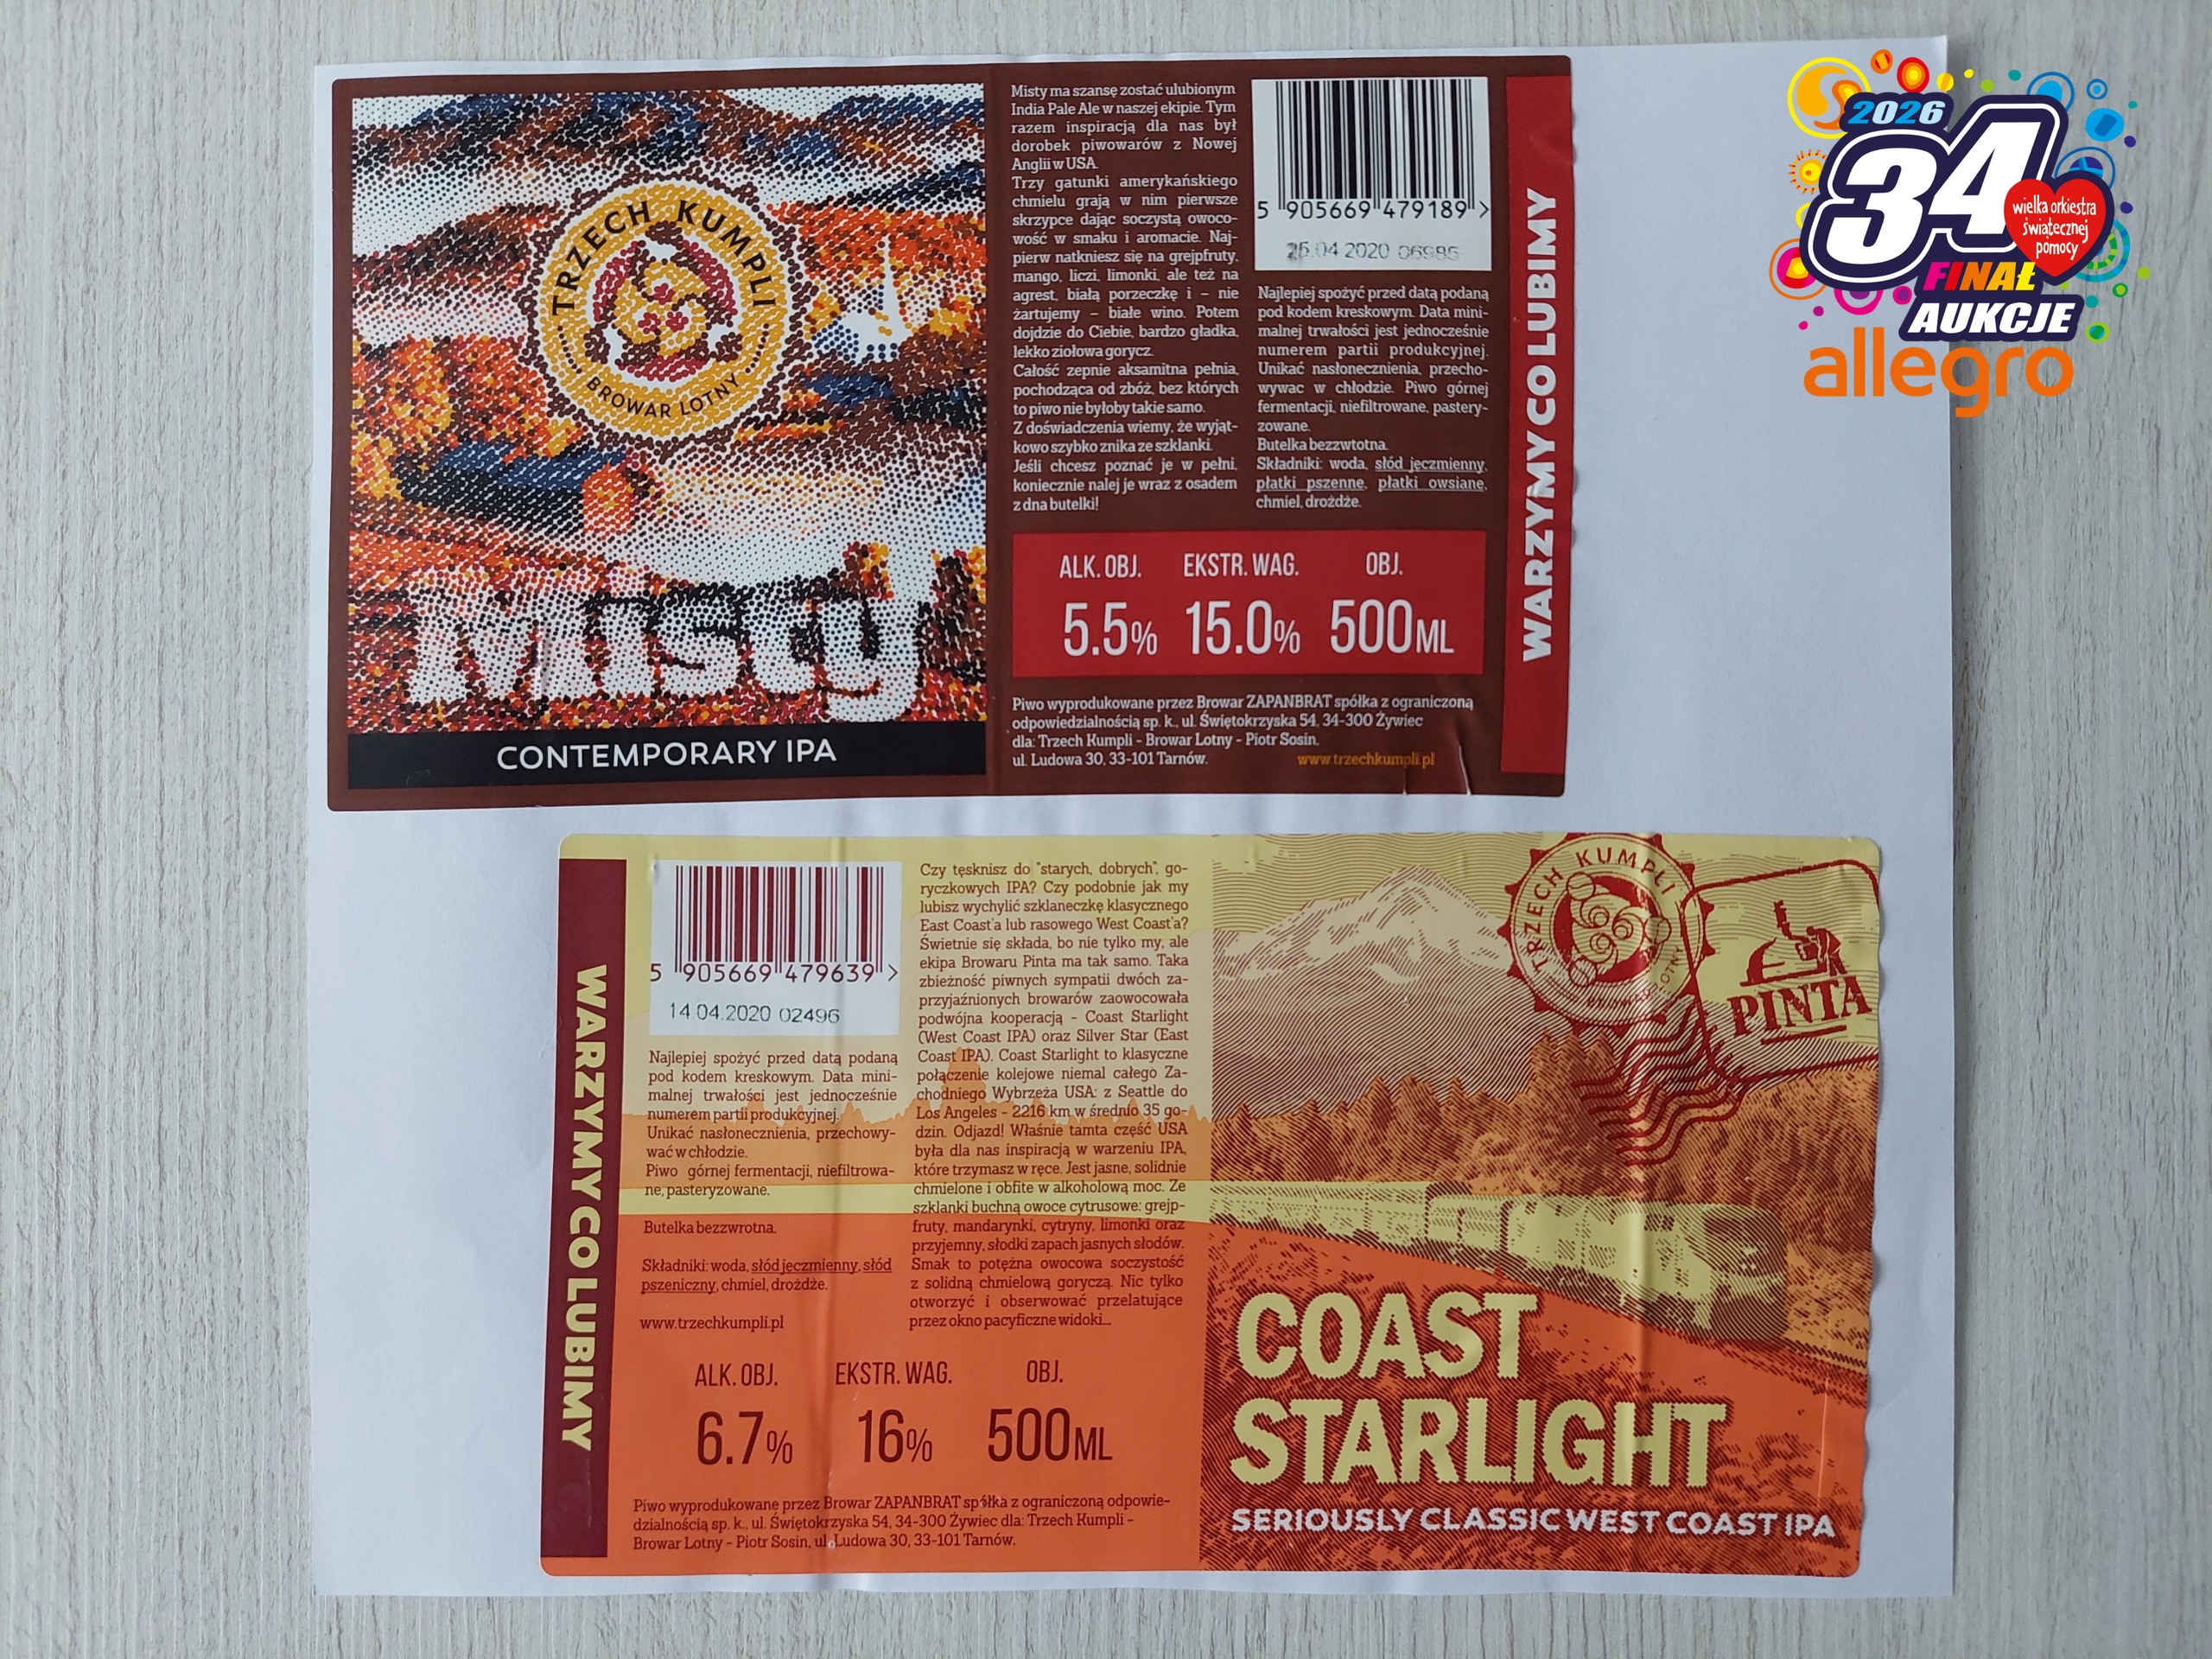 TRZECH KUMPLI
BROWAR LOTNY
Misty
CONTEMPORARY IPA
Misty ma szansę zostać ulubionym
India Pale Ale w naszej ekipie. Tym
razem inspiracją dla nas był
dorobek piwowarów z Nowej
Anglii w USA.
Trzy gatunki amerykańskiego
chmielu grają w nim pierwsze
skrzypce dając soczystą owoco-
wość w smaku i aromacie. Naj-
pierw natkniesz się na grejpfruty,
mango, liczi, limonki, ale też na
agrest, białą porzeczkę i – nie
żartujemy – białe wino. Potem
dojdzie do Ciebie, bardzo gładka,
lekko ziołowa gorycz.
Całość zepnie aksamitna pełnia,
pochodząca od zbóż, bez których
to piwo nie byłoby takie samo.
Z doświadczenia wiemy, że wyjąt-
kowo szybko znika ze szklanki.
Jeśli chcesz poznać je w pełni,
koniecznie nalej je wraz z osadem
z dna butelki!
5 905669 479189 >
25.04 2020 06985
Najlepiej spożyć przed datą podaną
pod kodem kreskowym. Data mini-
malnej trwałości jest jednocześnie
numerem partii produkcyjnej.
Unikać nasłonecznienia, przecho-
wywac w chłodzie. Piwo górnej
fermentacji, niefiltrowane, pastery-
zowane.
Butelka bezzwtotna.
Składniki: woda, słód jęczmienny,
płatki pszenne, płatki owsiane,
chmiel, drożdże.
ALK. OBJ. EKSTR. WAG. OBJ.
5.5% 15.0% 500ML
Piwo wyprodukowane przez Browar ZAPANBRAT spółka z ograniczoną
odpowiedzialnością sp. k., ul. Świętokrzyska 54, 34-300 Żywiec
dla: Trzech Kumpli - Browar Lotny - Piotr Sosin,
ul. Ludowa 30, 33-101 Tarnów. www.trzechkumpli.pl
WARZYMY CO LUBIMY
2026
34
wielka orkiestra
świątecznej
pomocy
FINAŁ
AUKCJE
allegro
WARZYMY CO LUBIMY
5 905669 479639 >
14.04.2020 02496
Najlepiej spożyć przed datą podaną
pod kodem kreskowym. Data mini-
malnej trwałości jest jednocześnie
numerem partii produkcyjnej.
Unikać nasłonecznienia, przechowy-
wać w chłodzie.
Piwo górnej fermentacji, niefiltrowa-
ne, pasteryzowane.
Butelka bezzwrotna.
Składniki: woda, słód jęczmienny, słód
pszeniczny, chmiel, drożdże.
www.trzechkumpli.pl
Czy tęsknisz do "starych, dobrych", go-
ryczkowych IPA? Czy podobnie jak my
lubisz wychylić szklaneczkę klasycznego
East Coast'a lub rasowego West Coast'a?
Świetnie się składa, bo nie tylko my, ale
ekipa Browaru Pinta ma tak samo. Taka
zbieżność piwnych sympatii dwóch za-
przyjaźnionych browarów zaowocowała
podwójna kooperacją - Coast Starlight
(West Coast IPA) oraz Silver Star (East
Coast IPA). Coast Starlight to klasyczne
połączenie kolejowe niemal całego Za-
chodniego Wybrzeża USA: z Seattle do
Los Angeles - 2216 km w średnio 35 go-
dzin. Odjazd! Właśnie tamta część USA
była dla nas inspiracją w warzeniu IPA,
które trzymasz w ręce. Jest jasne, solidnie
chmielone i obfite w alkoholową moc. Ze
szklanki buchną owoce cytrusowe: grejp-
fruty, mandarynki, cytryny, limonki oraz
przyjemny, słodki zapach jasnych słodów.
Smak to potężna owocowa soczystość
z solidną chmielową goryczą. Nic tylko
otworzyć i obserwować przelatujące
przez okno pacyficzne widoki...
ALK. OBJ. EKSTR. WAG. OBJ.
6.7% 16% 500ML
Piwo wyprodukowane przez Browar ZAPANBRAT spółka z ograniczoną odpowie-
dzialnością sp. k., ul. Świętokrzyska 54, 34-300 Żywiec dla: Trzech Kumpli -
Browar Lotny - Piotr Sosin, ul. Ludowa 30, 33-101 Tarnów.
TRZECH KUMPLI
BROWAR LOTNY
PINTA
COAST
STARLIGHT
SERIOUSLY CLASSIC WEST COAST IPA